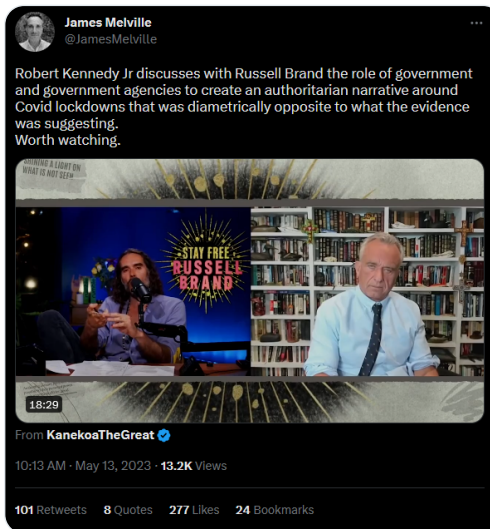 James Melville
@JamesMelville
Robert Kennedy Jr discusses with Russell Brand the role of government
and government agencies to create an authoritarian narrative around
Covid lockdowns that was diametrically opposite to what the evidence
was suggesting.
Worth watching.
SHINING A LIGHT ON
WHAT IS NOT SEEN
STAY FREE
RUSSELL
BRAND
18:29
From KanekoaTheGreat
10:13 AM · May 13, 2023 · 13.2K Views
101 Retweets 8 Quotes 277 Likes 24 Bookmarks